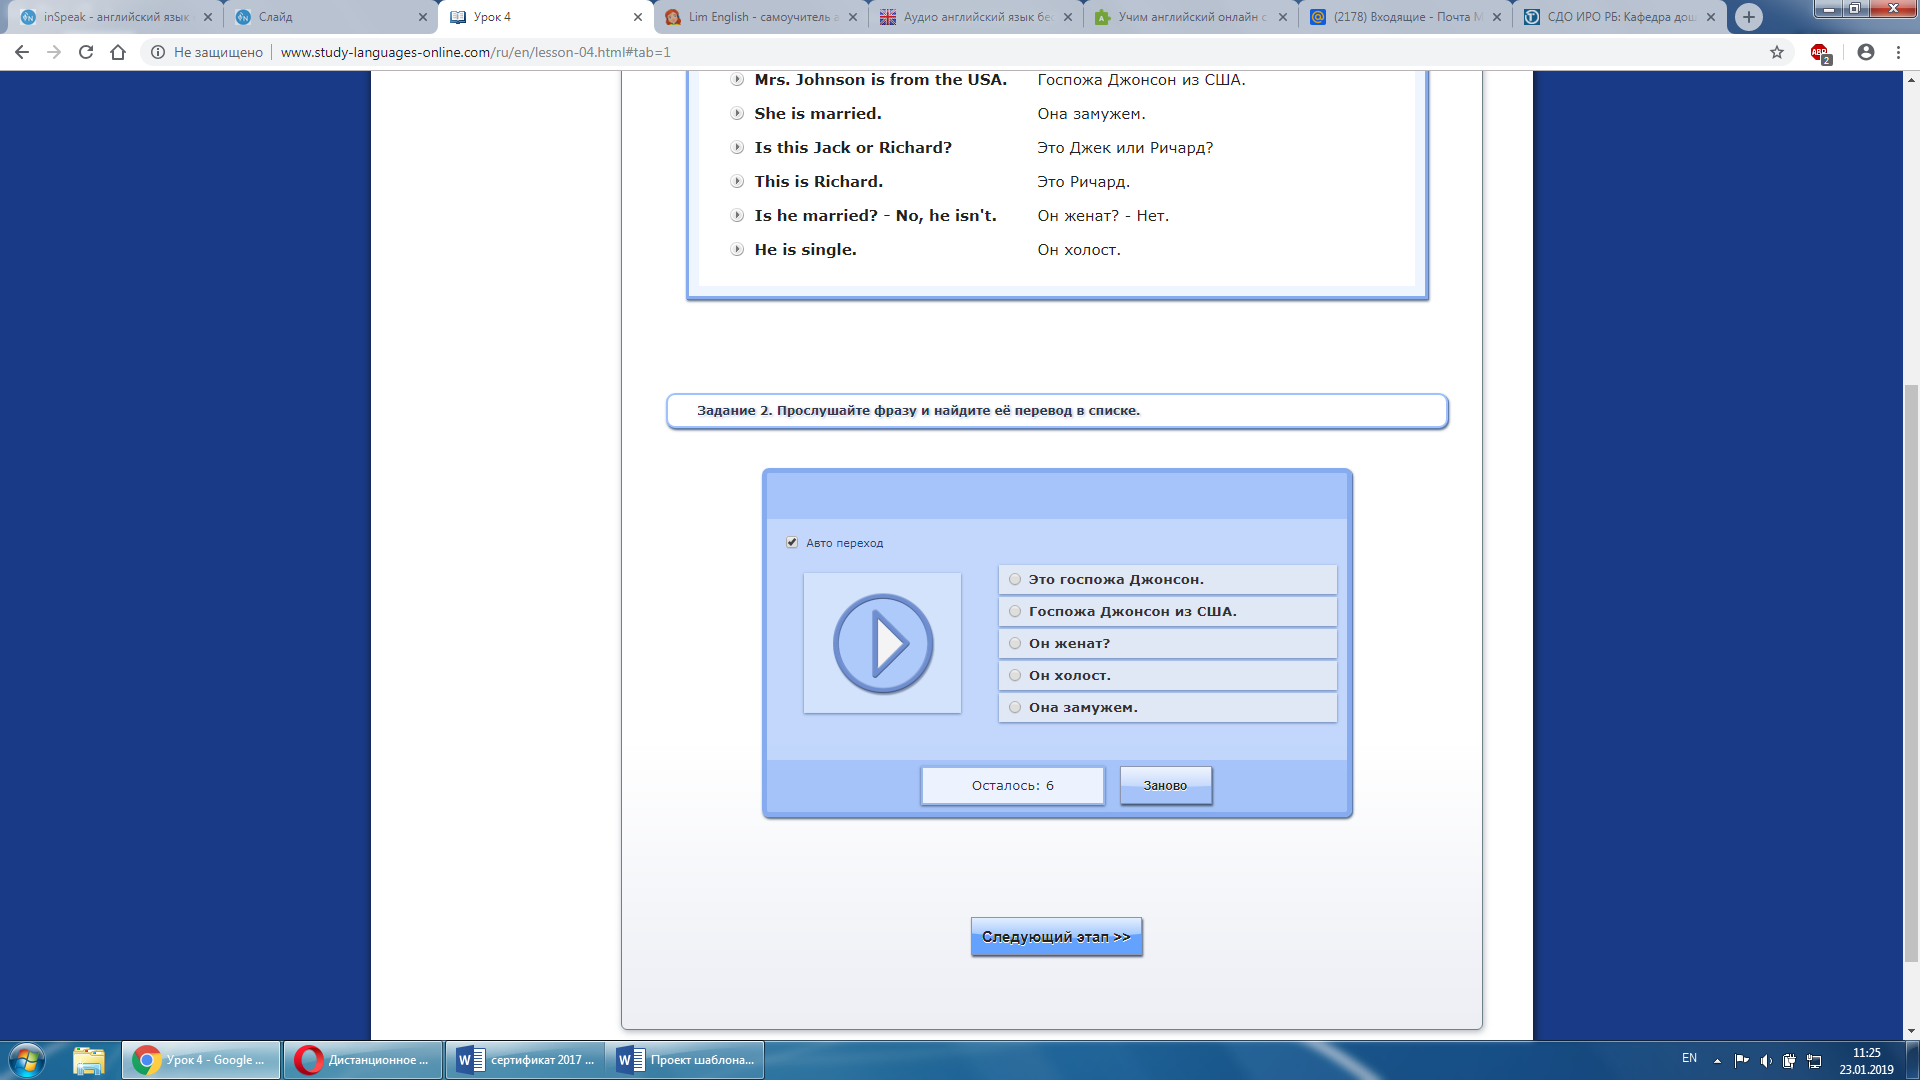 inSpeak - английский язык
Слайд
Урок 4
Lim English - самоучитель а
Аудио английский язык бес
Учим английский онлайн с
(2178) Входящие - Почта M
СДО ИРО РБ: Кафедра дош
Не защищено
www.study-languages-online.com/ru/en/lesson-04.html#tab=1
ABP
2
Mrs. Johnson is from the USA. Госпожа Джонсон из США.
She is married. Она замужем.
Is this Jack or Richard? Это Джек или Ричард?
This is Richard. Это Ричард.
Is he married? - No, he isn't. Он женат? - Нет.
He is single. Он холост.
Задание 2. Прослушайте фразу и найдите её перевод в списке.
Авто переход
Это госпожа Джонсон.
Госпожа Джонсон из США.
Он женат?
Он холост.
Она замужем.
Осталось: 6
Заново
Следующий этап >>
Урок 4 - Google ...
Дистанционное ...
сертификат 2017 ...
Проект шаблона...
EN
11:25
23.01.2019